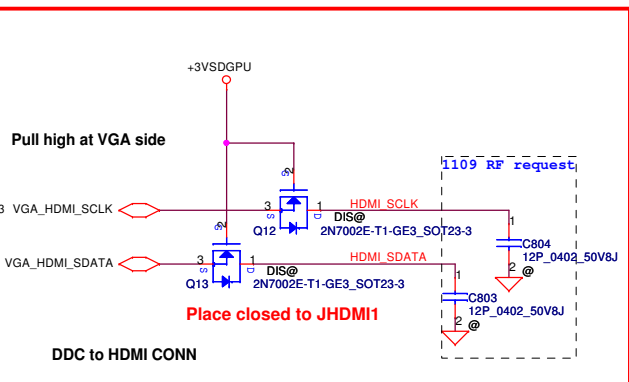 +3VSDGPU
Pull high at VGA side
1109 RF request
2
G
3 VGA_HDMI_SCLK
3
S
1
D
HDMI_SCLK
DIS@
Q12
2N7002E-T1-GE3_SOT23-3
1
C804
12P_0402_50V8J
2
@
2
G
VGA_HDMI_SDATA
3
S
1
D
HDMI_SDATA
DIS@
Q13
2N7002E-T1-GE3_SOT23-3
1
C803
12P_0402_50V8J
2
@
Place closed to JHDMI1
DDC to HDMI CONN